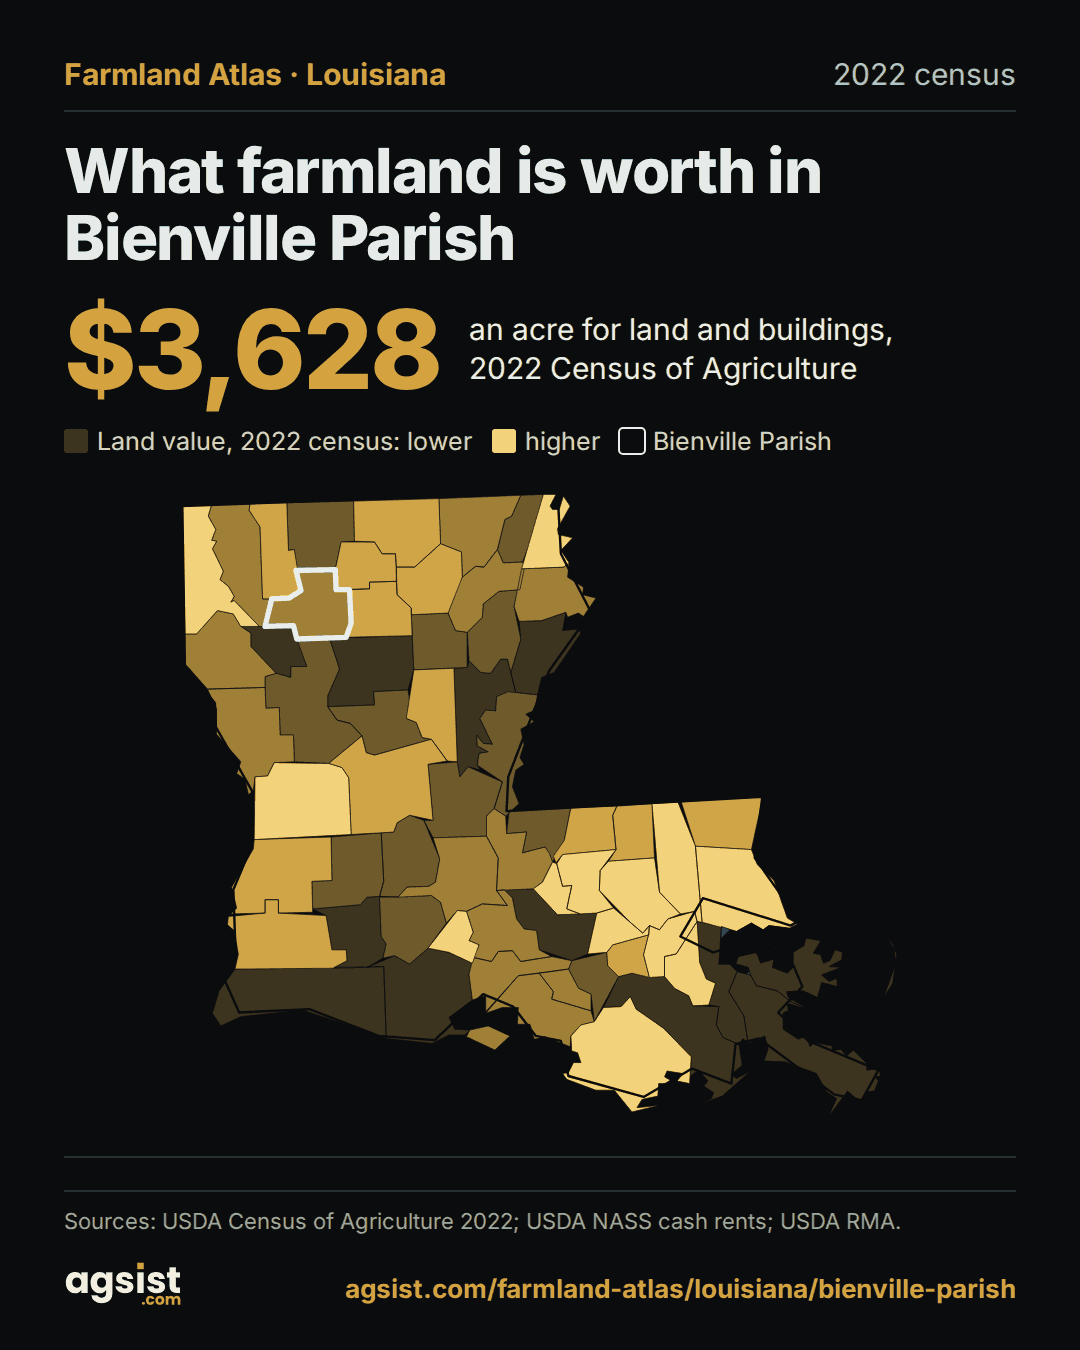 Farmland Atlas · Louisiana
2022 census
What farmland is worth in
Bienville Parish
$3,628
an acre for land and buildings,
2022 Census of Agriculture
Land value, 2022 census: lower
higher
Bienville Parish
Sources: USDA Census of Agriculture 2022; USDA NASS cash rents; USDA RMA.
agsist
.com
agsist.com/farmland-atlas/louisiana/bienville-parish